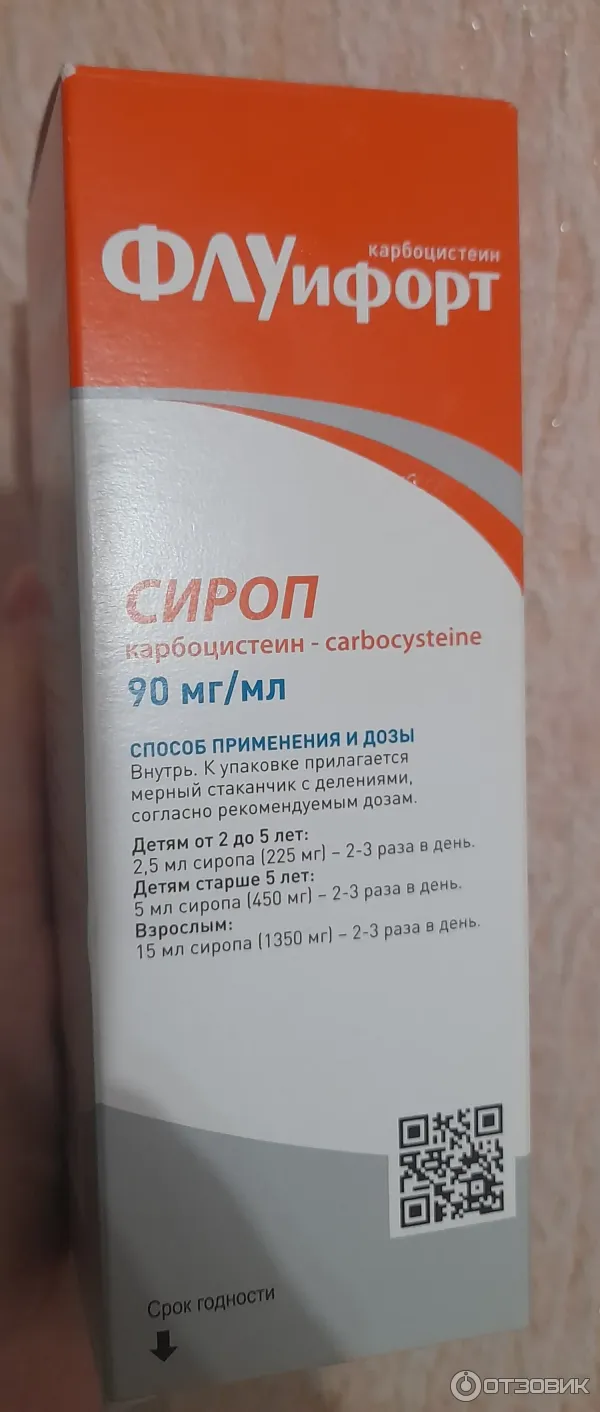 карбоцистеин
ФЛУифорт
СИРОП
карбоцистеин - carbocysteine
90 мг/мл
СПОСОБ ПРИМЕНЕНИЯ И ДОЗЫ
Внутрь. К упаковке прилагается
мерный стаканчик с делениями,
согласно рекомендуемым дозам.
Детям от 2 до 5 лет:
2,5 мл сиропа (225 мг) – 2-3 раза в день.
Детям старше 5 лет:
5 мл сиропа (450 мг) – 2-3 раза в день.
Взрослым:
15 мл сиропа (1350 мг) – 2-3 раза в день.
Срок годности
ОТЗОВИК